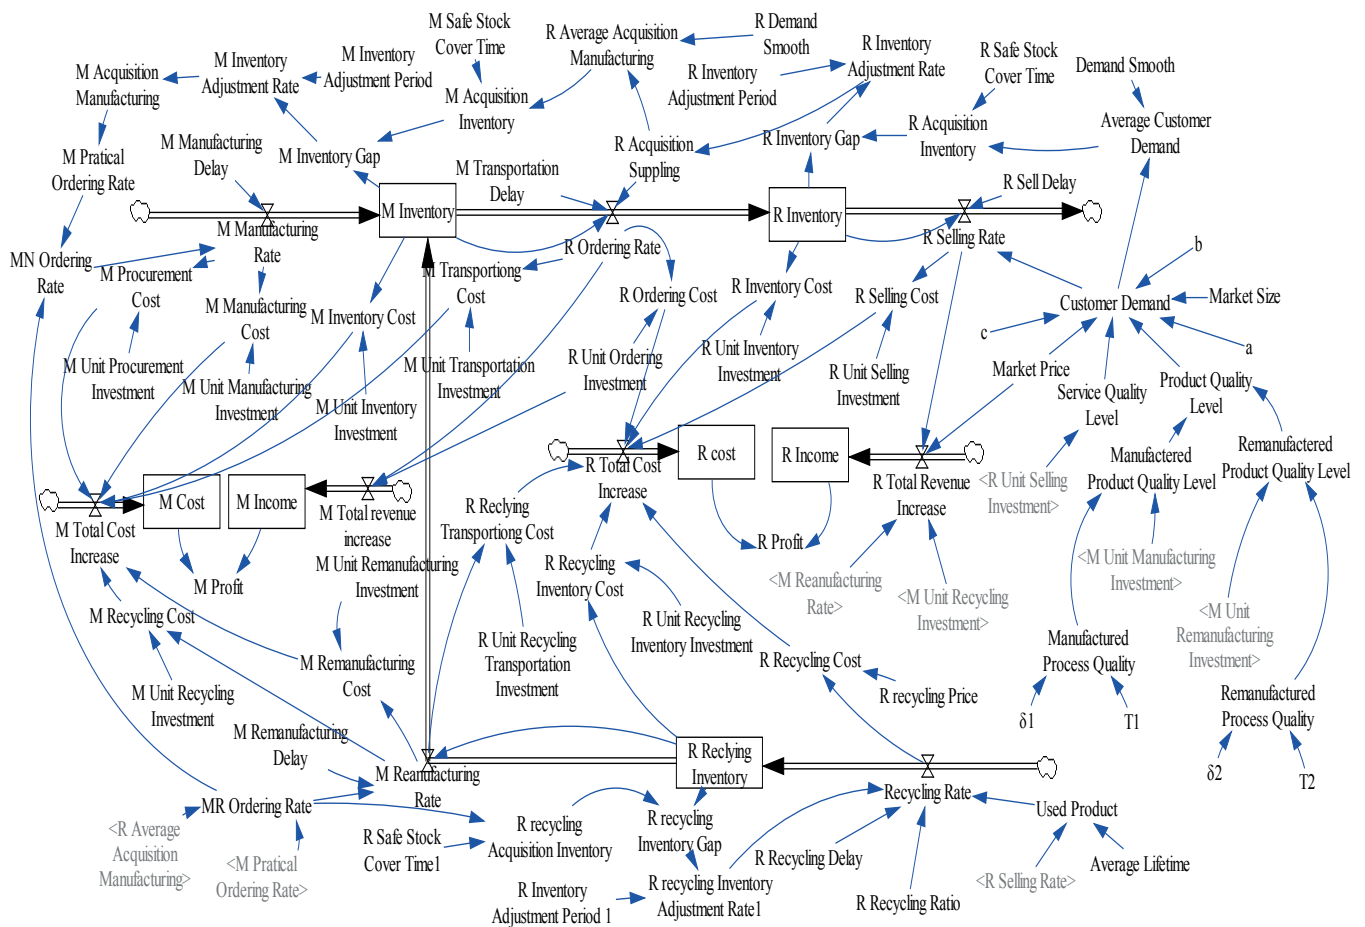 M Safe Stock
Cover Time
R Average Acquisition
Manufacturing
R Demand
Smooth
R Inventory
Adjustment Rate
R Safe Stock
Cover Time
Demand Smooth
M Acquisition
Manufacturing
M Inventory
Adjustment Rate
M Inventory
Adjustment Period
R Inventory
Adjustment Period
M Acquisition
Inventory
R Inventory Gap
R Acquisition
Inventory
Average Customer
Demand
M Pratical
Ordering Rate
M Manufacturing
Delay
M Inventory Gap
M Transportation
Delay
R Acquisition
Suppling
R Sell Delay
M Inventory
R Inventory
M Manufacturing
Rate
R Ordering Rate
R Selling Rate
b
MN Ordering
Rate
M Procurement
Cost
M Transportiong
Cost
R Ordering Cost
R Inventory Cost
R Selling Cost
Customer Demand
Market Size
M Manufacturing
Cost
M Inventory Cost
c
a
M Unit Procurement
Investment
M Unit Manufacturing
Investment
M Unit Inventory
Investment
M Unit Transportation
Investment
R Unit Ordering
Investment
R Unit Inventory
Investment
R Unit Selling
Investment
Market Price
Service Quality
Level
Product Quality
Level
R cost
R Income
Manufactered
Product Quality Level
Remanufactered
Product Quality Level
<R Unit Selling
Investment>
R Total Cost
Increase
R Total Revenue
Increase
M Cost
M Income
M Total Cost
Increase
M Total revenue
increase
R Reclying
Transportiong Cost
M Profit
R Profit
M Unit Remanufacturing
Investment
R Recycling
Inventory Cost
<M Reanufacturing
Rate>
<M Unit Recycling
Investment>
<M Unit Manufacturing
Investment>
<M Unit
Remanufacturing
Investment>
M Recycling Cost
R Unit Recycling
Inventory Investment
M Remanufacturing
Cost
R Unit Recycling
Transportation
Investment
R Recycling Cost
Manufactured
Process Quality
M Unit Recycling
Investment
R recycling Price
δ1
T1
Remanufactured
Process Quality
M Remanufacturing
Delay
R Reclying
Inventory
δ2
T2
M Reanufacturing
Rate
Recycling Rate
MR Ordering Rate
Used Product
<R Average
Acquisition
Manufacturing>
<M Pratical
Ordering Rate>
R Safe Stock
Cover Time1
R recycling
Acquisition Inventory
R recycling
Inventory Gap
R Recycling Delay
Average Lifetime
R Inventory
Adjustment Period 1
R recycling Inventory
Adjustment Rate1
<R Selling Rate>
R Recycling Ratio